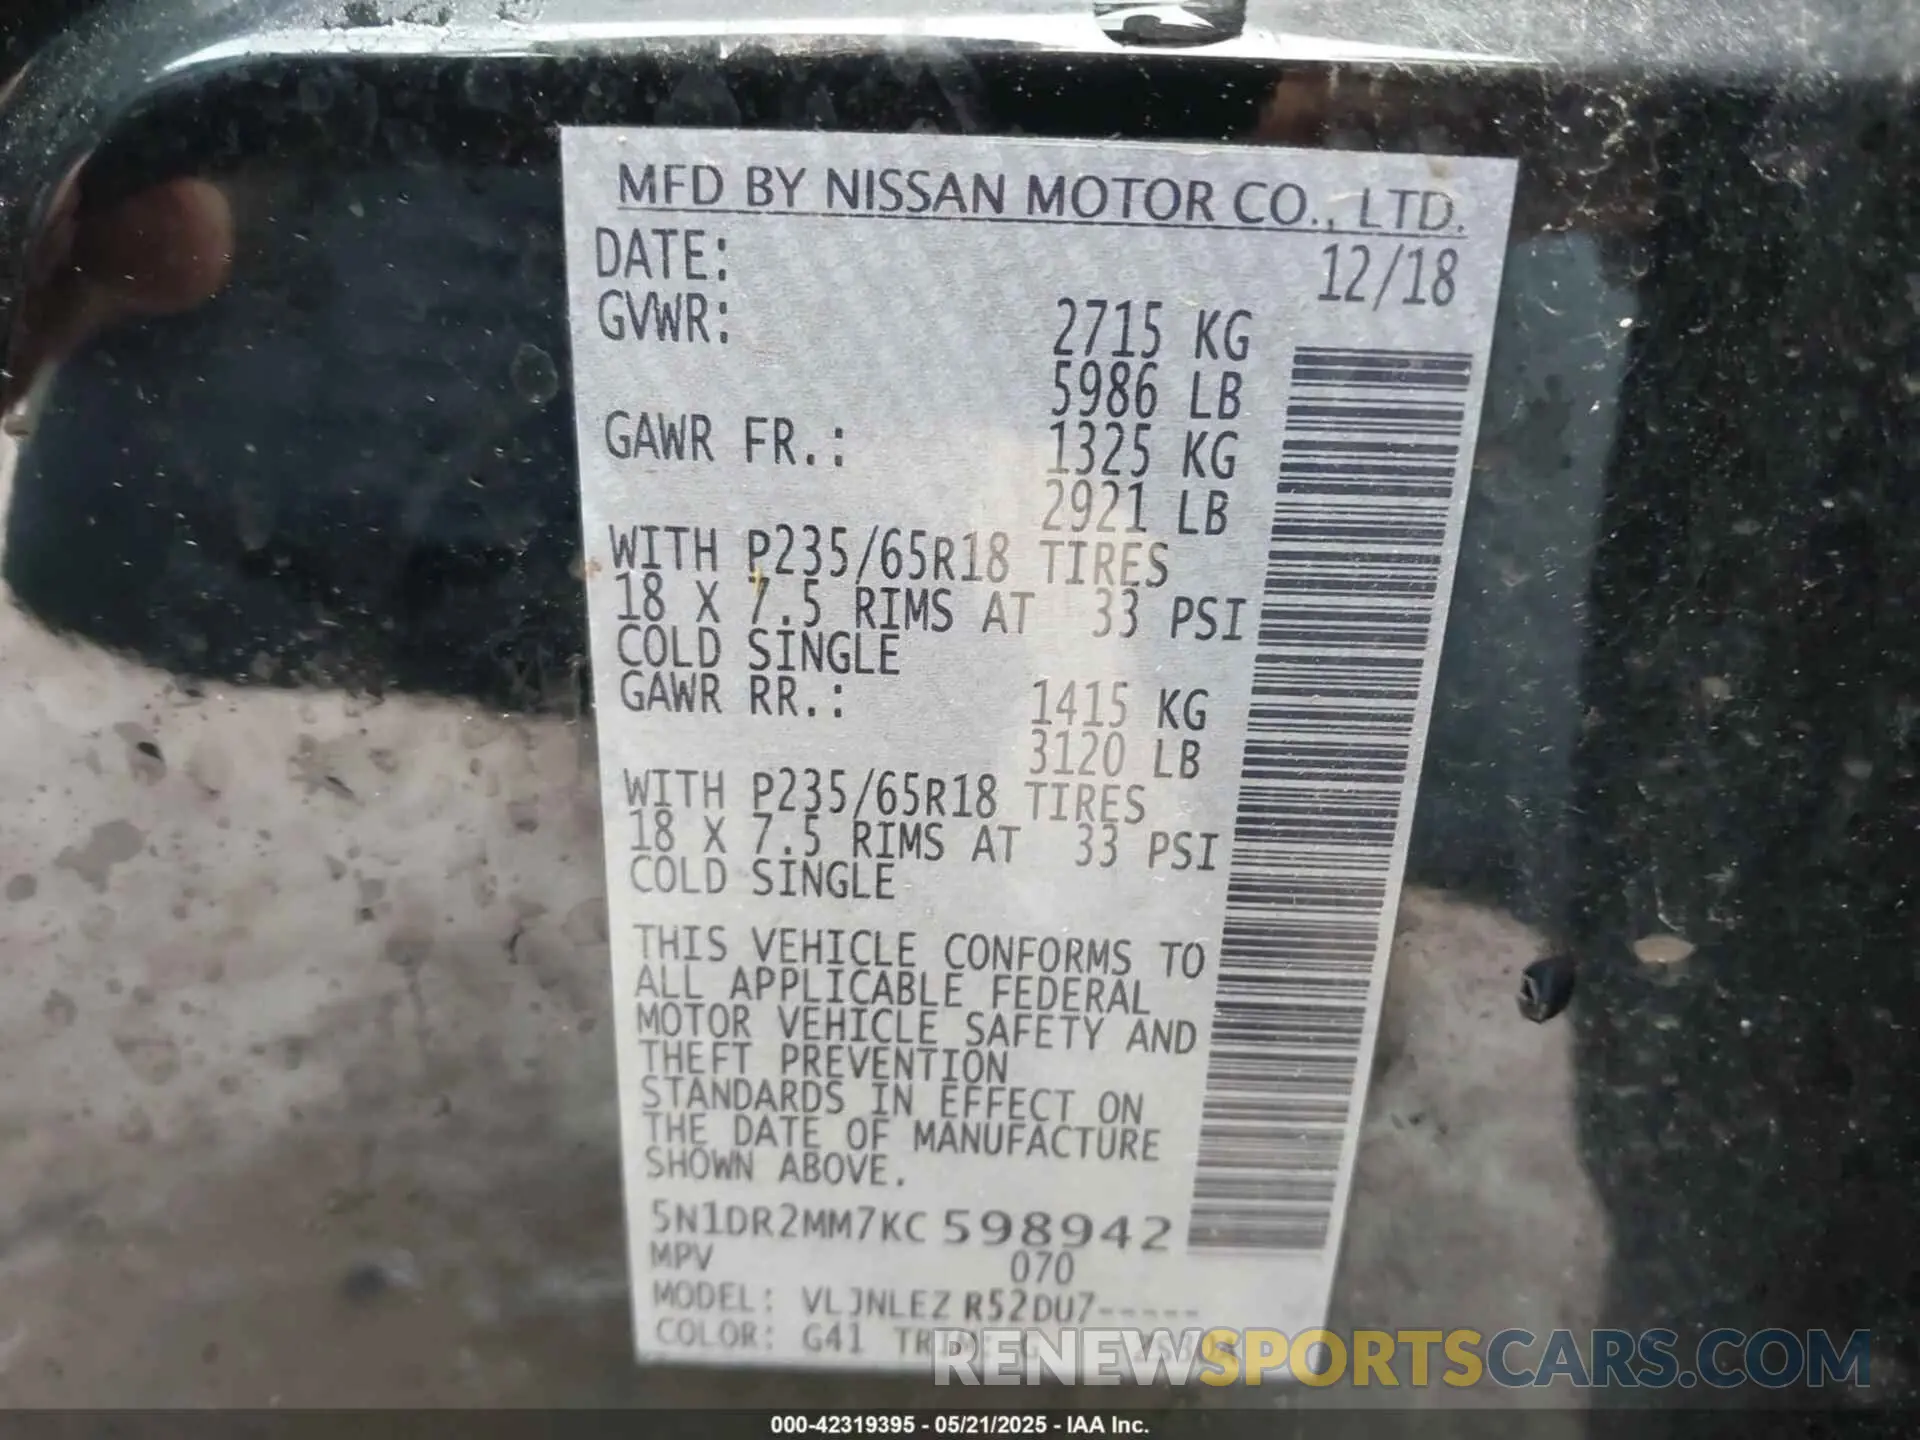 MFD BY NISSAN MOTOR CO., LTD.
DATE: 12/18
GVWR: 2715 KG
5986 LB
GAWR FR.: 1325 KG
2921 LB
WITH P235/65R18 TIRES
18 X 7.5 RIMS AT 33 PSI
COLD SINGLE
GAWR RR.: 1415 KG
3120 LB
WITH P235/65R18 TIRES
18 X 7.5 RIMS AT 33 PSI
COLD SINGLE
THIS VEHICLE CONFORMS TO
ALL APPLICABLE FEDERAL
MOTOR VEHICLE SAFETY AND
THEFT PREVENTION
STANDARDS IN EFFECT ON
THE DATE OF MANUFACTURE
SHOWN ABOVE.
5N1DR2MM7KC598942
MPV 070
MODEL: VLJNLEZ R52DU7-----
COLOR: G41
RENEWSPORTSCARS.COM
000-42319395 - 05/21/2025 - IAA Inc.